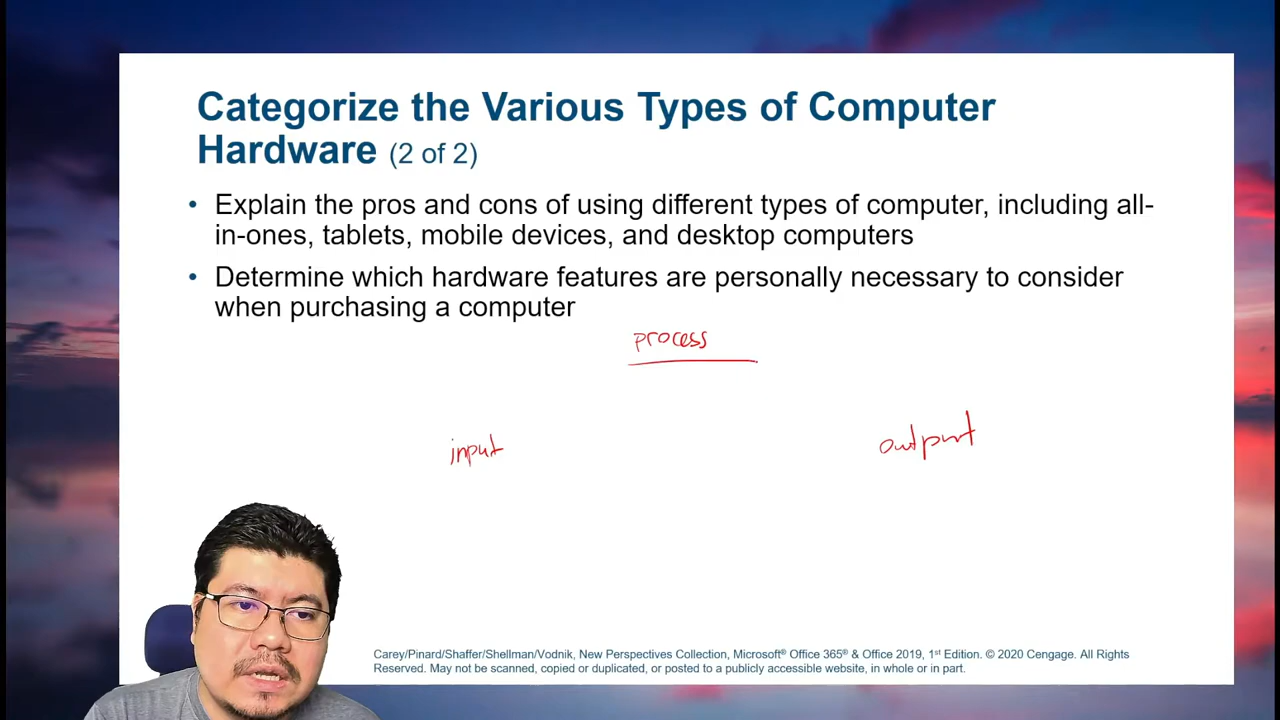 Categorize the Various Types of Computer
Hardware (2 of 2)
• Explain the pros and cons of using different types of computer, including all-
in-ones, tablets, mobile devices, and desktop computers
• Determine which hardware features are personally necessary to consider
when purchasing a computer
process
input
output
Carey/Pinard/Shaffer/Shellman/Vodnik, New Perspectives Collection, Microsoft® Office 365® & Office 2019, 1st Edition. © 2020 Cengage. All Rights
Reserved. May not be scanned, copied or duplicated, or posted to a publicly accessible website, in whole or in part.